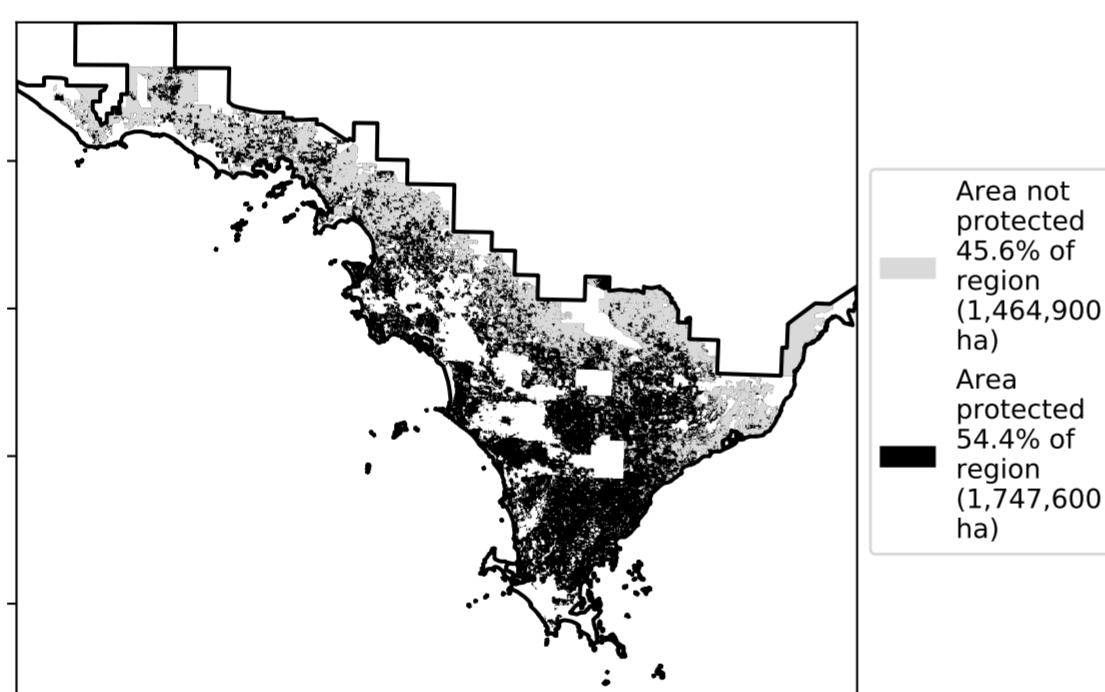 Area not
protected
45.6% of
region
(1,464,900
ha)
Area
protected
54.4% of
region
(1,747,600
ha)